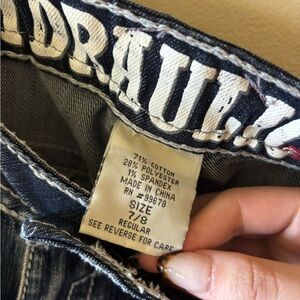 DRAUL
71% COTTON
28% POLYESTER
1% SPANDEX
MADE IN CHINA
RN #99678
SIZE
7/8
REGULAR
SEE REVERSE FOR CARE